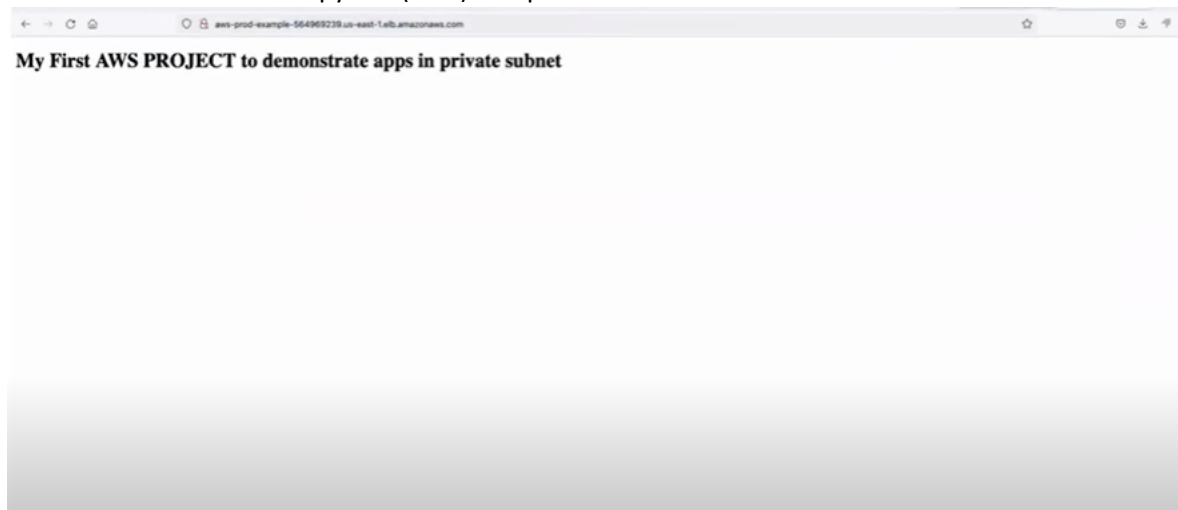 aws-prod-example-564969239.us-east-1.elb.amazonaws.com
My First AWS PROJECT to demonstrate apps in private subnet